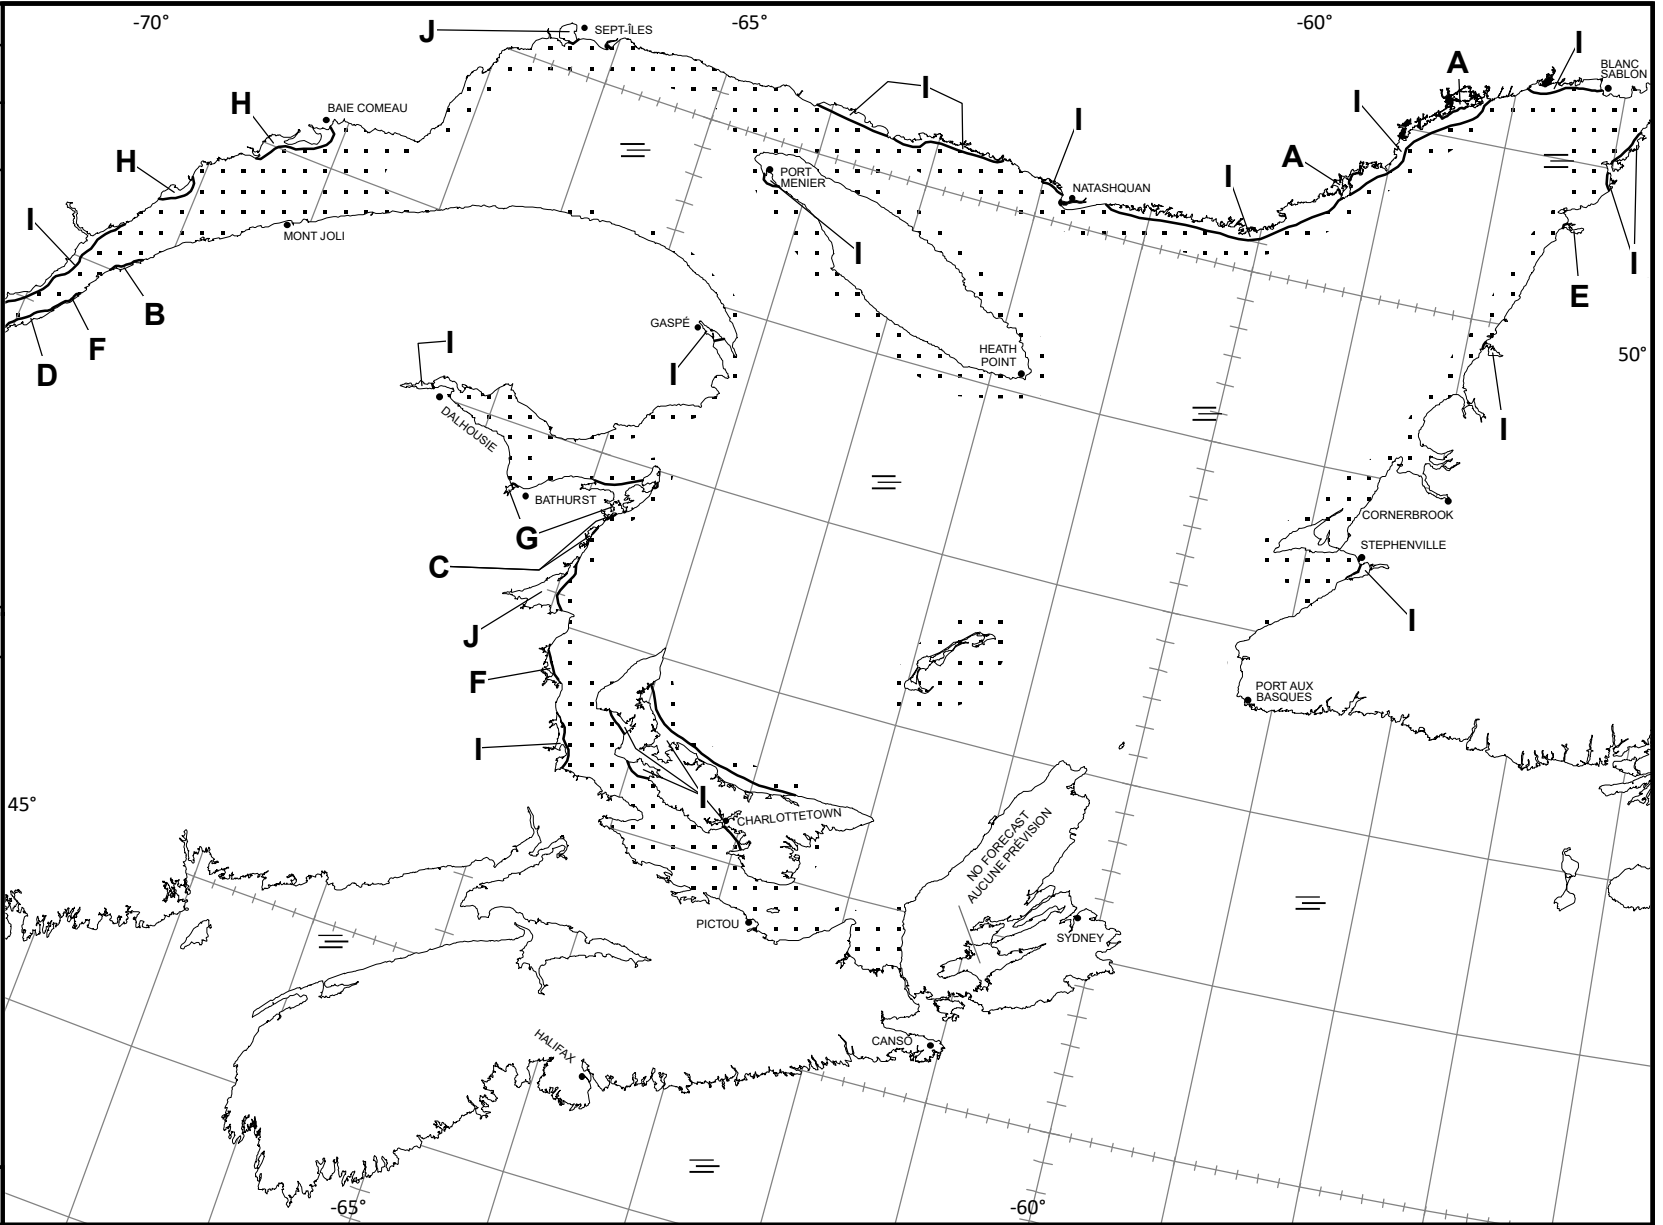 -70°
-65°
-60°
J
SEPT-ÎLES
I
A
BLANC
SABLON
I
H
BAIE COMEAU
I
I
H
A
PORT
MENIER
I
NATASHQUAN
I
MONT JOLI
I
I
E
B
F
D
GASPÉ
I
I
HEATH
POINT
50°
DALHOUSIE
I
BATHURST
G
CORNERBROOK
STEPHENVILLE
C
I
J
F
PORT AUX
BASQUES
I
I
45°
CHARLOTTETOWN
NO FORECAST
AUCUNE PRÉVISION
PICTOU
SYDNEY
HALIFAX
CANSO
-65°
-60°